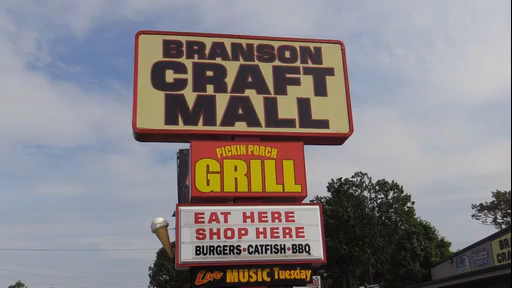 BRANSON
CRAFT
MALL
PICKIN PORCH
GRILL
EAT HERE
SHOP HERE
BURGERS•CATFISH•BBQ
Live MUSIC Tuesday